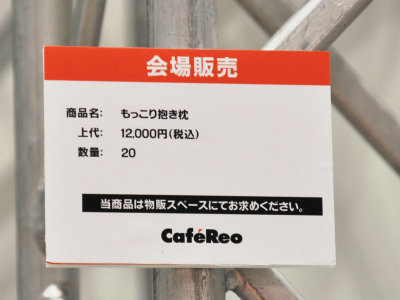 会場販売
商品名: もっこり抱き枕
上代: 12,000円(税込)
数量: 20
当商品は物販スペースにてお求めください。
CaféReo